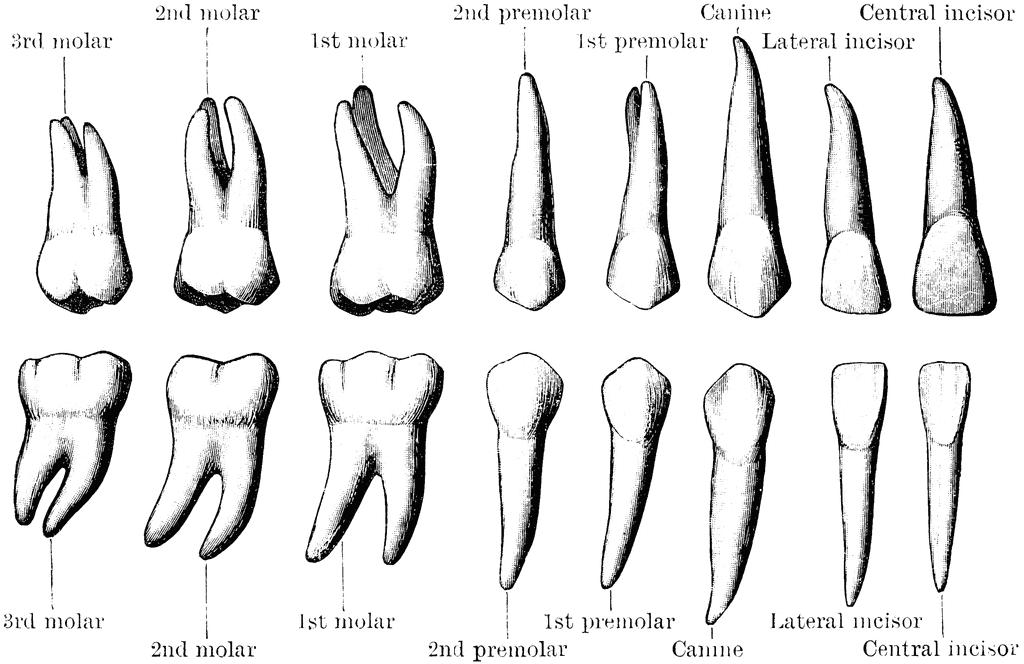 2nd molar
2nd premolar
Canine
Central incisor
3rd molar
1st molar
1st premolar
Lateral incisor
3rd molar
1st molar
1st premolar
Lateral incisor
2nd molar
2nd premolar
Canine
Central incisor